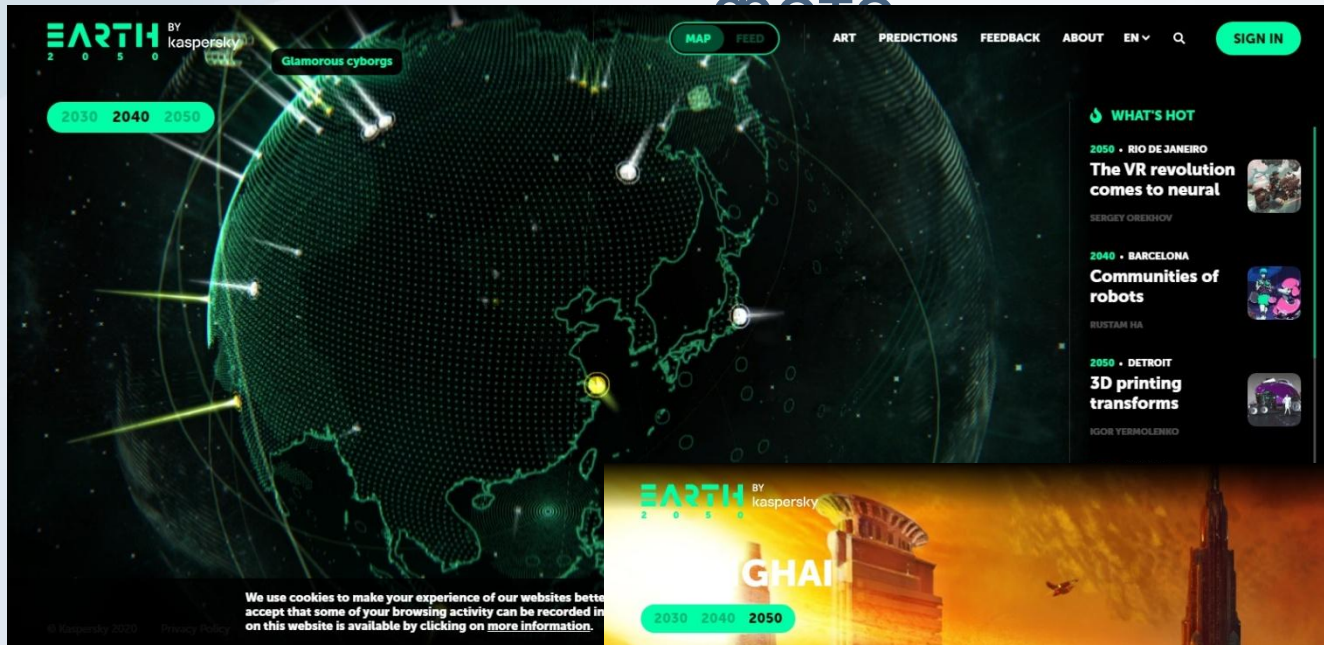 EARTH BY
kaspersky
2 0 5 0
MAP FEED
ART PREDICTIONS FEEDBACK ABOUT EN
SIGN IN
Glamorous cyborgs
2030 2040 2050
WHAT'S HOT
2050 • RIO DE JANEIRO
The VR revolution
comes to neural
SERGEY OREKHOV
2040 • BARCELONA
Communities of
robots
RUSTAM HA
2050 • DETROIT
3D printing
transforms
IGOR YERMOLENKO
We use cookies to make your experience of our websites bette
accept that some of your browsing activity can be recorded in
on this website is available by clicking on more information.
© Kaspersky 2020 Privacy Policy
EARTH BY
kaspersky
2 0 5 0
GHAI
2030 2040 2050